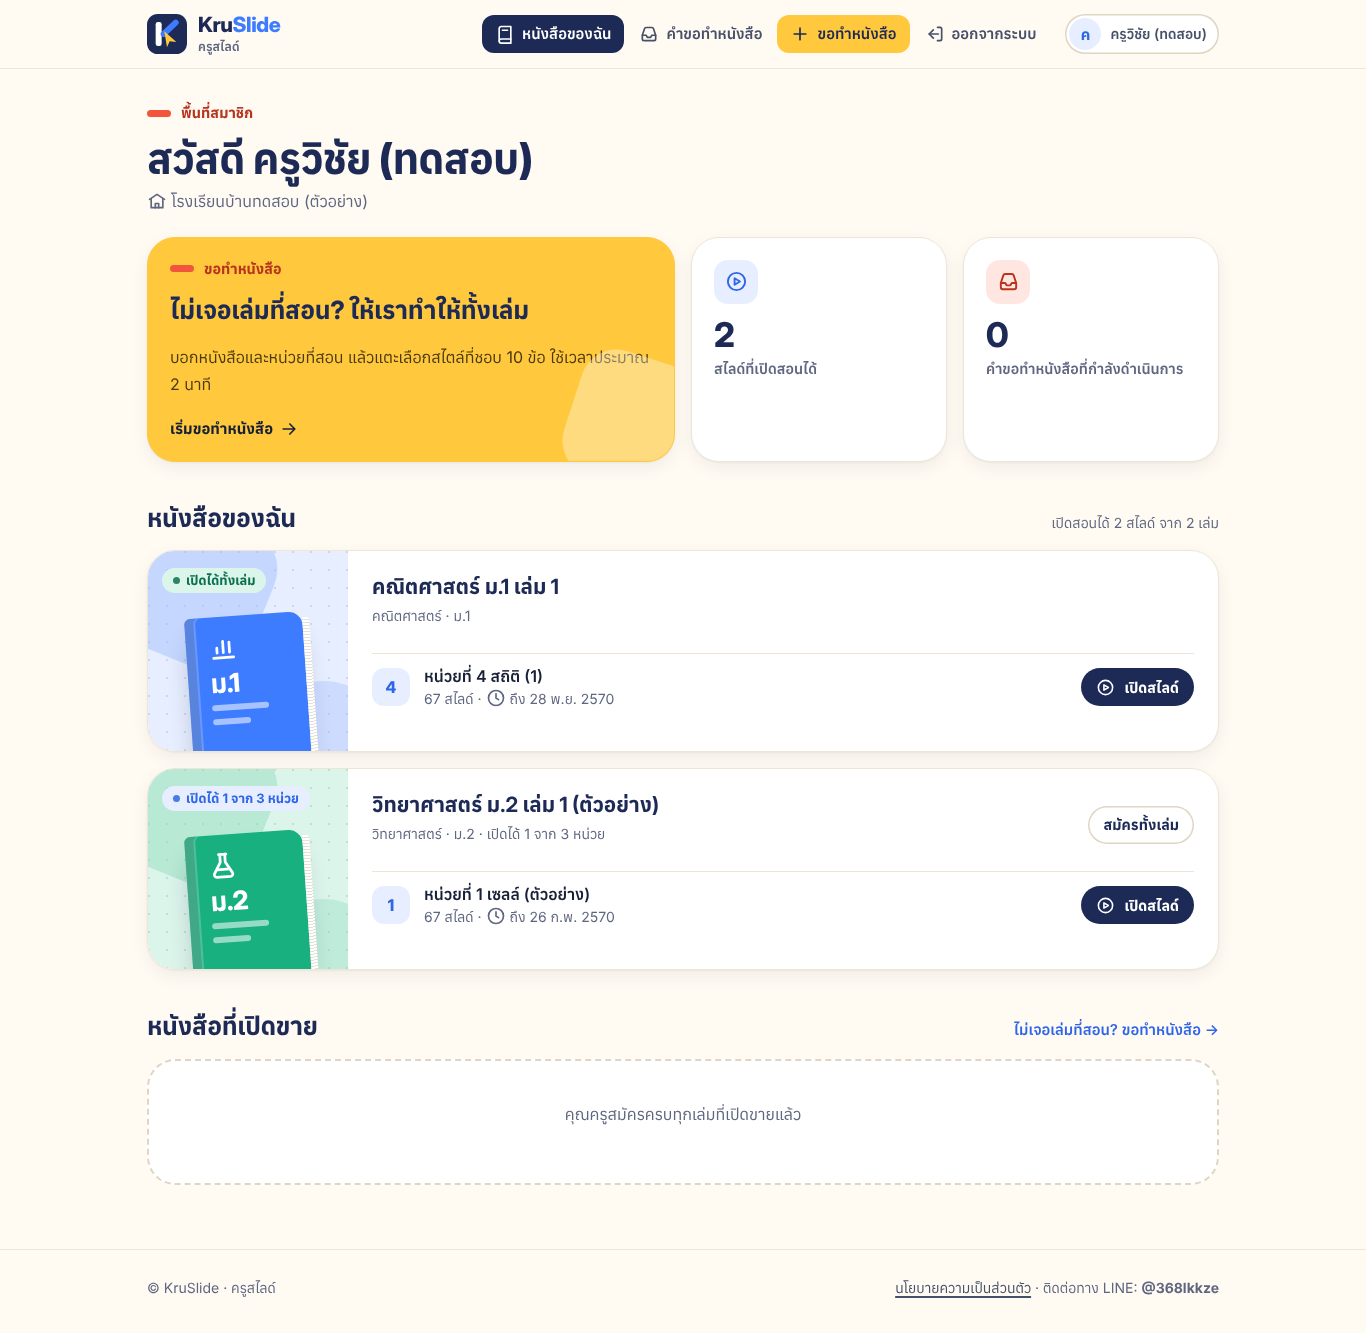 KruSlide
ครูสไลด์
หนังสือของฉัน
คำขอทำหนังสือ
ขอทำหนังสือ
ออกจากระบบ
ค
ครูวิชัย (ทดสอบ)
พื้นที่สมาชิก
สวัสดี ครูวิชัย (ทดสอบ)
โรงเรียนบ้านทดสอบ (ตัวอย่าง)
ขอทำหนังสือ
ไม่เจอเล่มที่สอน? ให้เราทำให้ทั้งเล่ม
บอกหนังสือและหน่วยที่สอน แล้วแตะเลือกสไตล์ที่ชอบ 10 ข้อ ใช้เวลาประมาณ
2 นาที
เริ่มขอทำหนังสือ →
2
สไลด์ที่เปิดสอนได้
0
คำขอทำหนังสือที่กำลังดำเนินการ
หนังสือของฉัน
เปิดสอนได้ 2 สไลด์ จาก 2 เล่ม
เปิดได้ทั้งเล่ม
ม.1
คณิตศาสตร์ ม.1 เล่ม 1
คณิตศาสตร์ · ม.1
4
หน่วยที่ 4 สถิติ (1)
67 สไลด์ · ถึง 28 พ.ย. 2570
เปิดสไลด์
เปิดได้ 1 จาก 3 หน่วย
ม.2
วิทยาศาสตร์ ม.2 เล่ม 1 (ตัวอย่าง)
วิทยาศาสตร์ · ม.2 · เปิดได้ 1 จาก 3 หน่วย
สมัครทั้งเล่ม
1
หน่วยที่ 1 เซลล์ (ตัวอย่าง)
67 สไลด์ · ถึง 26 ก.พ. 2570
เปิดสไลด์
หนังสือที่เปิดขาย
ไม่เจอเล่มที่สอน? ขอทำหนังสือ →
คุณครูสมัครครบทุกเล่มที่เปิดขายแล้ว
© KruSlide · ครูสไลด์
นโยบายความเป็นส่วนตัว · ติดต่อทาง LINE: @368lkkze